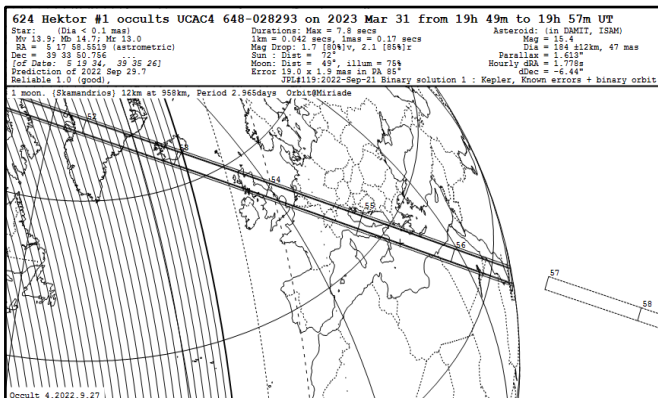 624 Hektor #1 occults UCAC4 648-028293 on 2023 Mar 31 from 19h 49m to 19h 57m UT
Star: (Dia < 0.1 mas)
Mv 13.9; Mb 14.7; Mr 13.0
RA = 5 17 58.5519 (astrometric)
Dec = 39 33 50.756 ...
[of Date: 5 19 34, 39 35 26]
Prediction of 2022 Sep 29.7
Reliable 1.0 (good),
Durations: Max = 7.8 secs
1km = 0.042 secs, 1mas = 0.17 secs
Mag Drop: 1.7 [80%]v, 2.1 [85%]r
Sun : Dist = 72°
Moon: Dist = 49°, illum = 76%
Error 19.0 x 1.9 mas in PA 85°
Asteroid: (in DAMIT, ISAM)
Mag = 15.4
Dia = 184 ±12km, 47 mas
Parallax = 1.613"
Hourly dRA = 1.778s
dDec = -6.44"
JPL#119:2022-Sep-21 Binary solution 1 : Kepler, Known errors + binary orbit
1 moon. {Skamandrios} 12km at 958km, Period 2.965days Orbit@Miriade
52
53
54
55
56
57
58
Occult 4.2022.9.27